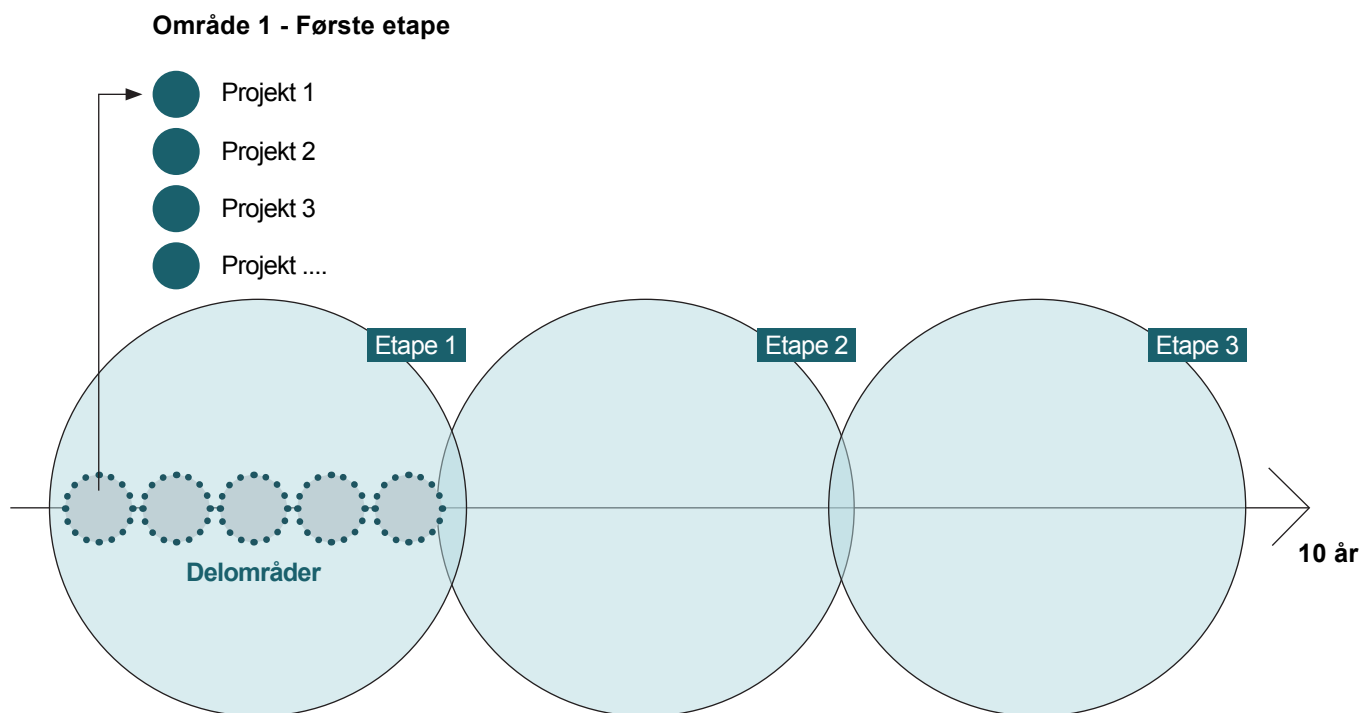 Område 1 - Første etape
Projekt 1
Projekt 2
Projekt 3
Projekt ....
Etape 1
Etape 2
Etape 3
10 år
Delområder